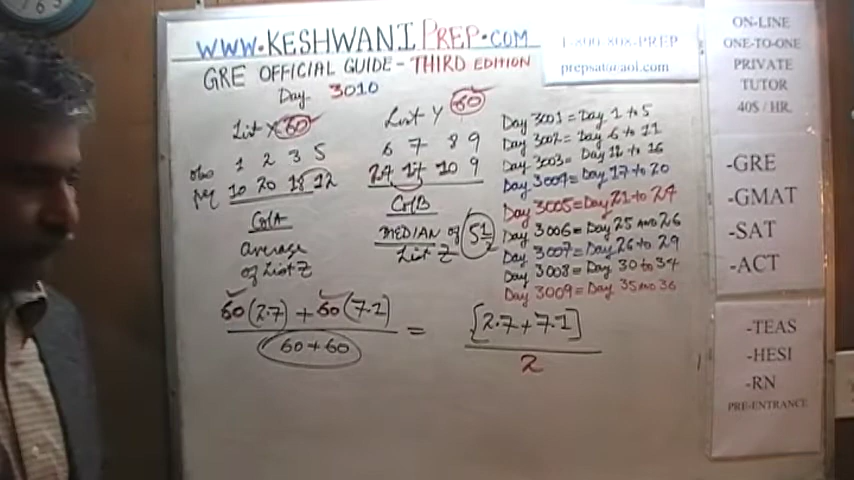 WWW.KESHWANIPREP.COM
1-800-808-PREP
prepsat@aol.com
GRE OFFICIAL GUIDE - THIRD EDITION
Day 3010
List X 60
List Y 60
1 2 3 5
10 20 18 12
6 7 8 9
24 17 10 9
Col A
average
of List Z
Col B
MEDIAN of
List Z
Day 3001 = Day 1 to 5
Day 3002 = Day 6 to 11
Day 3003 = Day 12 to 16
Day 3004 = Day 17 to 20
Day 3005 = Day 21 to 24
Day 3006 = Day 25 and 26
Day 3007 = Day 26 to 29
Day 3008 = Day 30 to 34
Day 3009 = Day 35 and 36
60(2.7) + 60(7.1)
60+60
=
[2.7+7.1]
2
ON-LINE
ONE-TO-ONE
PRIVATE
TUTOR
40$ / HR.
-GRE
-GMAT
-SAT
-ACT
-TEAS
-HESI
-RN
PRE-ENTRANCE